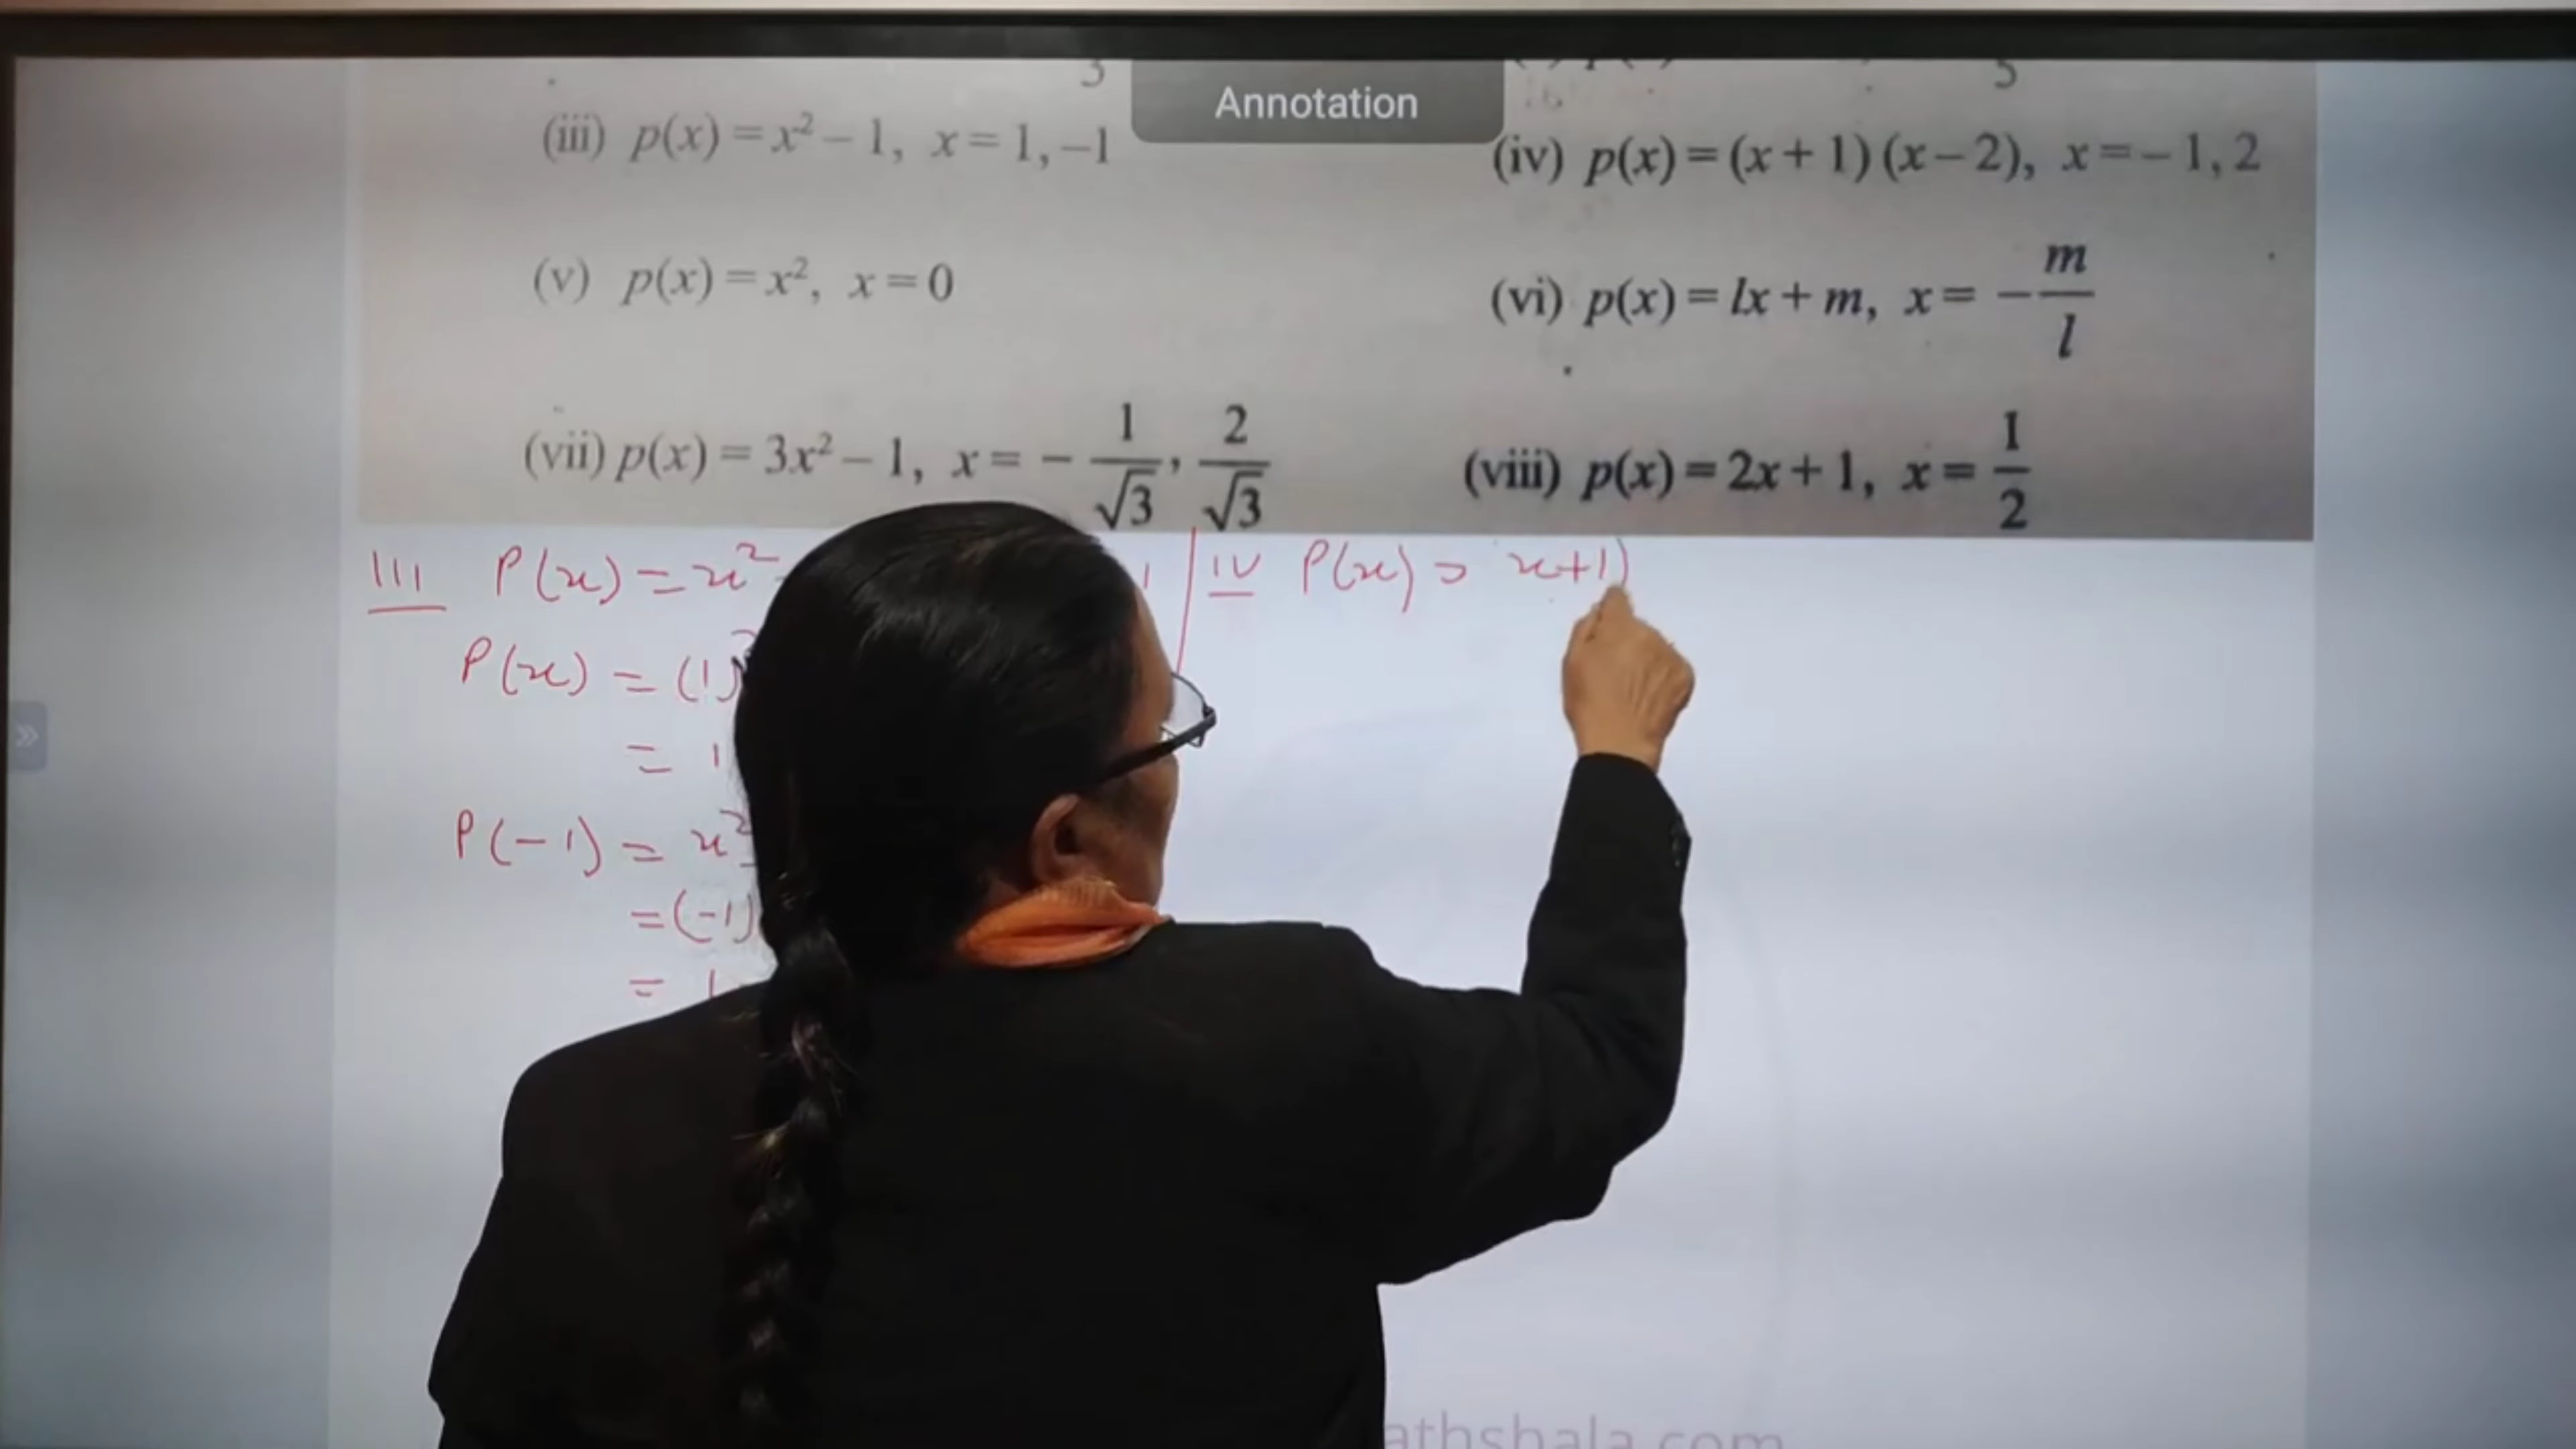 Annotation
(iii) p(x) = x² – 1, x = 1, –1
(iv) p(x) = (x + 1) (x – 2), x = – 1, 2
(v) p(x) = x², x = 0
(vi) p(x) = lx + m, x = – m/l
(vii) p(x) = 3x² – 1, x = – 1/√3, 2/√3
(viii) p(x) = 2x + 1, x = 1/2
III P(x) = x²
P(x) = (1)
= 1
P(-1) = x²
= (-1)
= 1
IV P(x) = x+1)
athshala.com